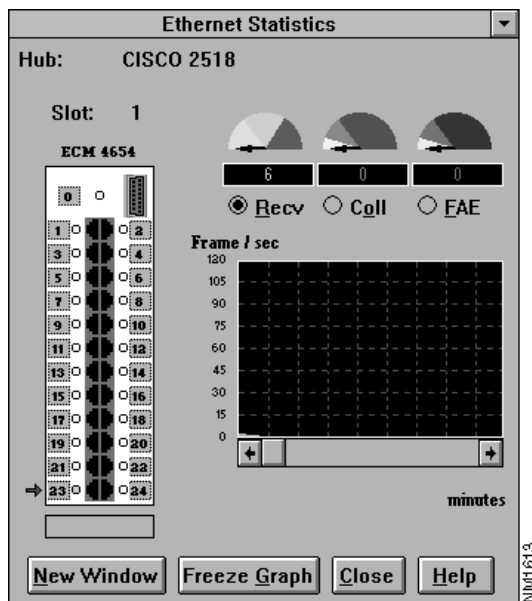 Ethernet Statistics
Hub: CISCO 2518
Slot: 1
ECM 4654
0
1 2
3 4
5 6
7 8
9 10
11 12
13 14
15 16
17 18
19 20
21 22
23 24
6 0 0
Recv Coll FAE
Frame / sec
120
105
90
75
60
45
30
15
0
minutes
New Window Freeze Graph Close Help
NM1613